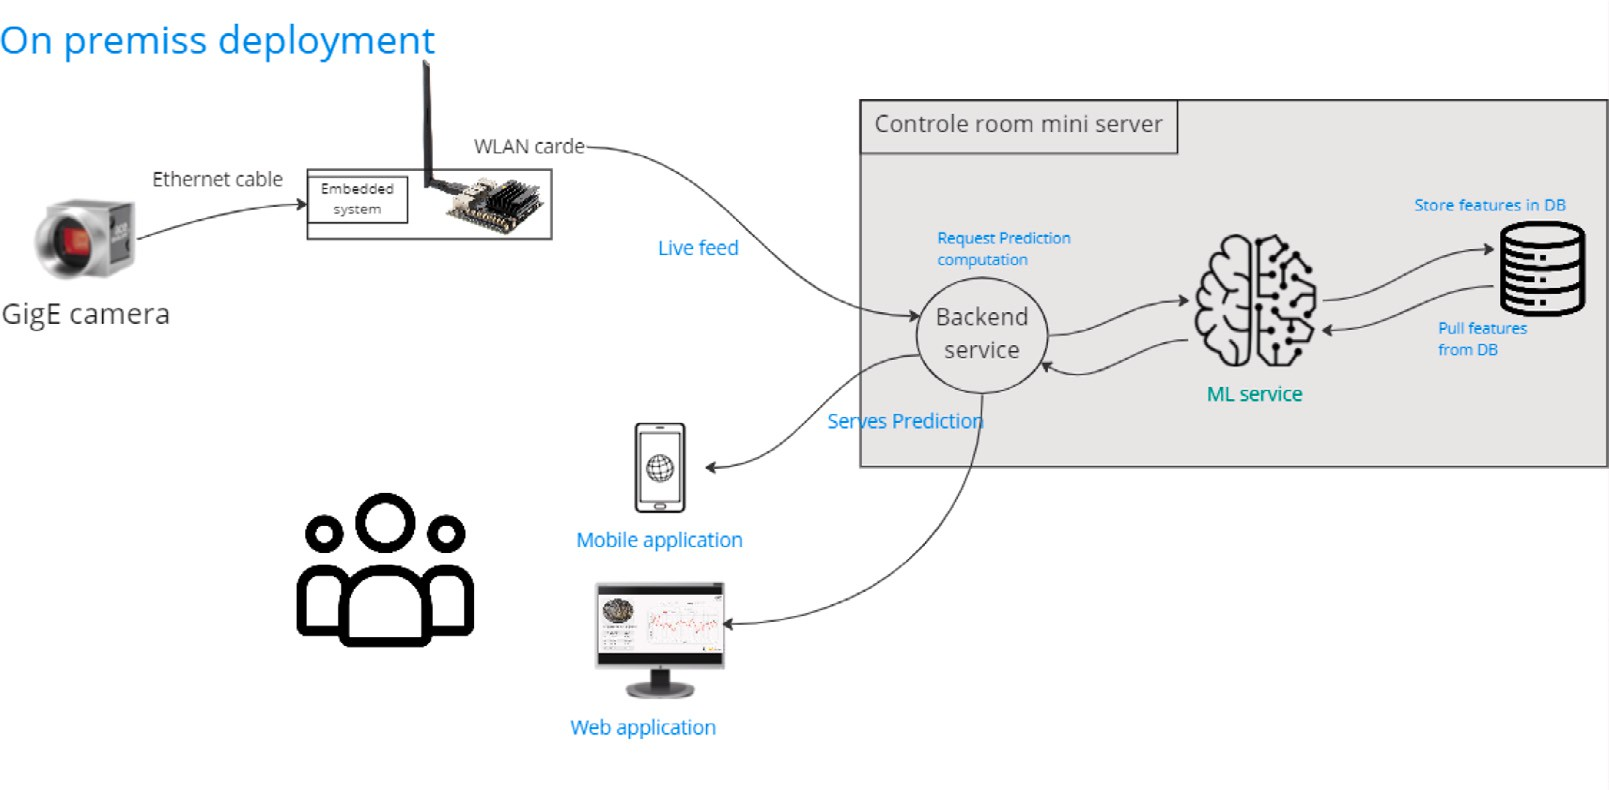 On premiss deployment
WLAN carde
Ethernet cable
Embedded
system
GigE camera
Live feed
Controle room mini server
Store features in DB
Request Prediction
computation
Backend
service
Pull features
from DB
ML service
Serves Prediction
Mobile application
Web application